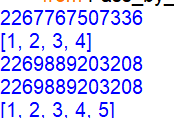 2267767507336
[1, 2, 3, 4]
2269889203208
2269889203208
[1, 2, 3, 4, 5]